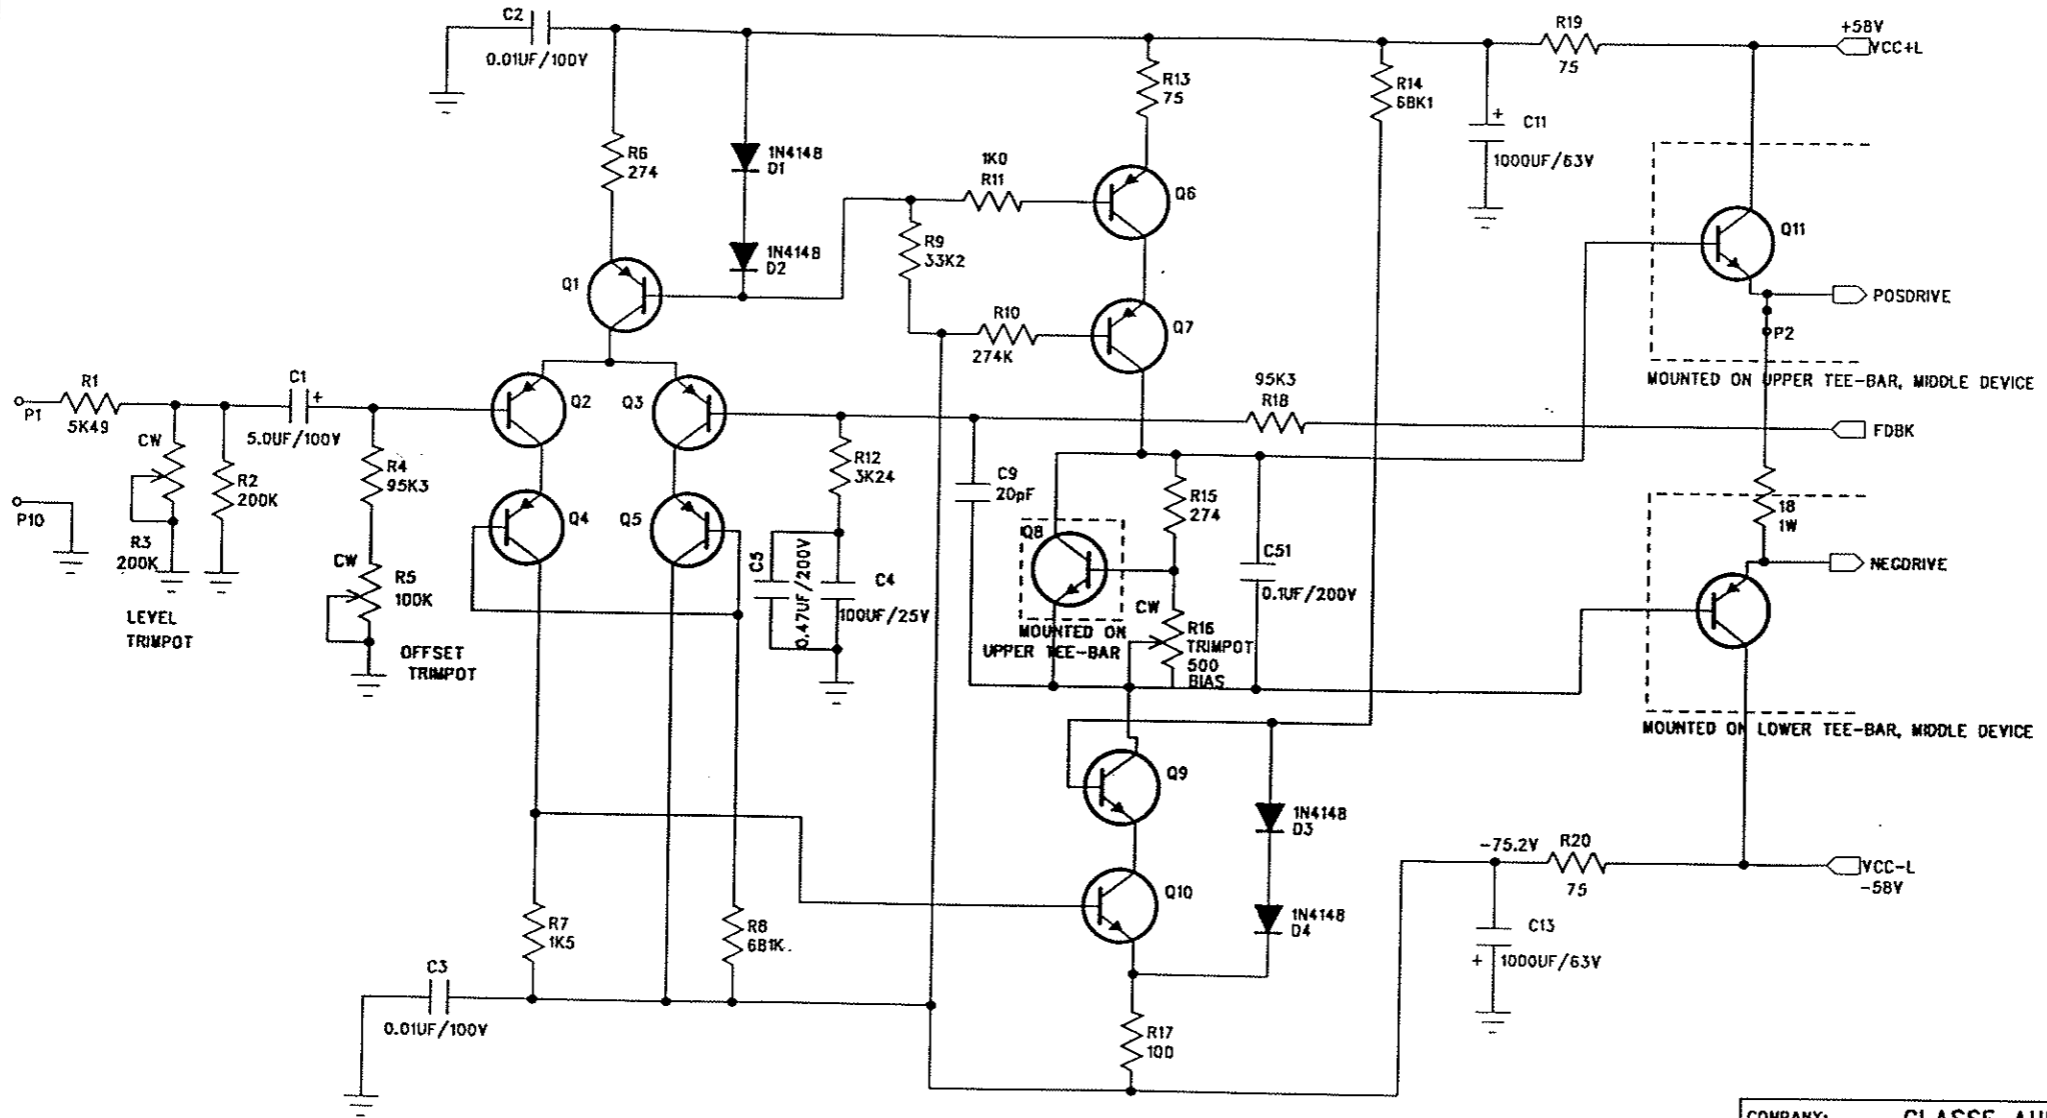 C2
0.01UF/100V
R19
75
+58V
VCC+L
R13
75
R14
68K1
C11
+
1000UF/63V
R6
274
1N4148
D1
1K0
R11
Q6
Q11
R9
33K2
1N4148
D2
Q1
POSDRIVE
R10
274K
Q7
P2
MOUNTED ON UPPER TEE-BAR, MIDDLE DEVICE
R1
5K49
P1
C1
+
5.0UF/100V
Q2
Q3
95K3
R18
FDBK
CW
R4
95K3
R2
200K
R12
3K24
C9
20pF
R15
274
P10
R3
200K
Q4
Q5
Q8
C51
0.1UF/200V
18
1W
NEGDRIVE
CW
R5
100K
C5
0.47UF/200V
C4
100UF/25V
CW
R16
TRIMPOT
500
BIAS
MOUNTED ON
UPPER TEE-BAR
LEVEL
TRIMPOT
OFFSET
TRIMPOT
MOUNTED ON LOWER TEE-BAR, MIDDLE DEVICE
Q9
1N4148
D3
-75.2V
R20
75
VCC-L
-58V
Q10
1N4148
D4
R7
1K5
R8
681K
C13
+ 1000UF/63V
C3
0.01UF/100V
R17
100
COMPANY: